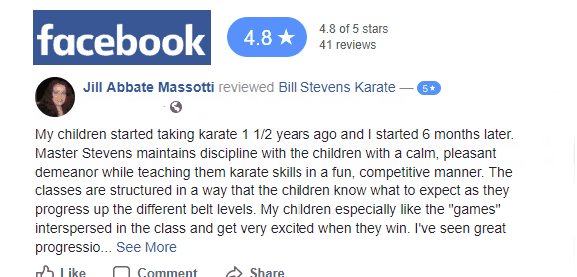 facebook
4.8 ★
4.8 of 5 stars
41 reviews
Jill Abbate Massotti reviewed Bill Stevens Karate — 5★
My children started taking karate 1 1/2 years ago and I started 6 months later.
Master Stevens maintains discipline with the children with a calm, pleasant
demeanor while teaching them karate skills in a fun, competitive manner. The
classes are structured in a way that the children know what to expect as they
progress up the different belt levels. My children especially like the "games"
interspersed in the class and get very excited when they win. I've seen great
progressio... See More
Like Comment Share